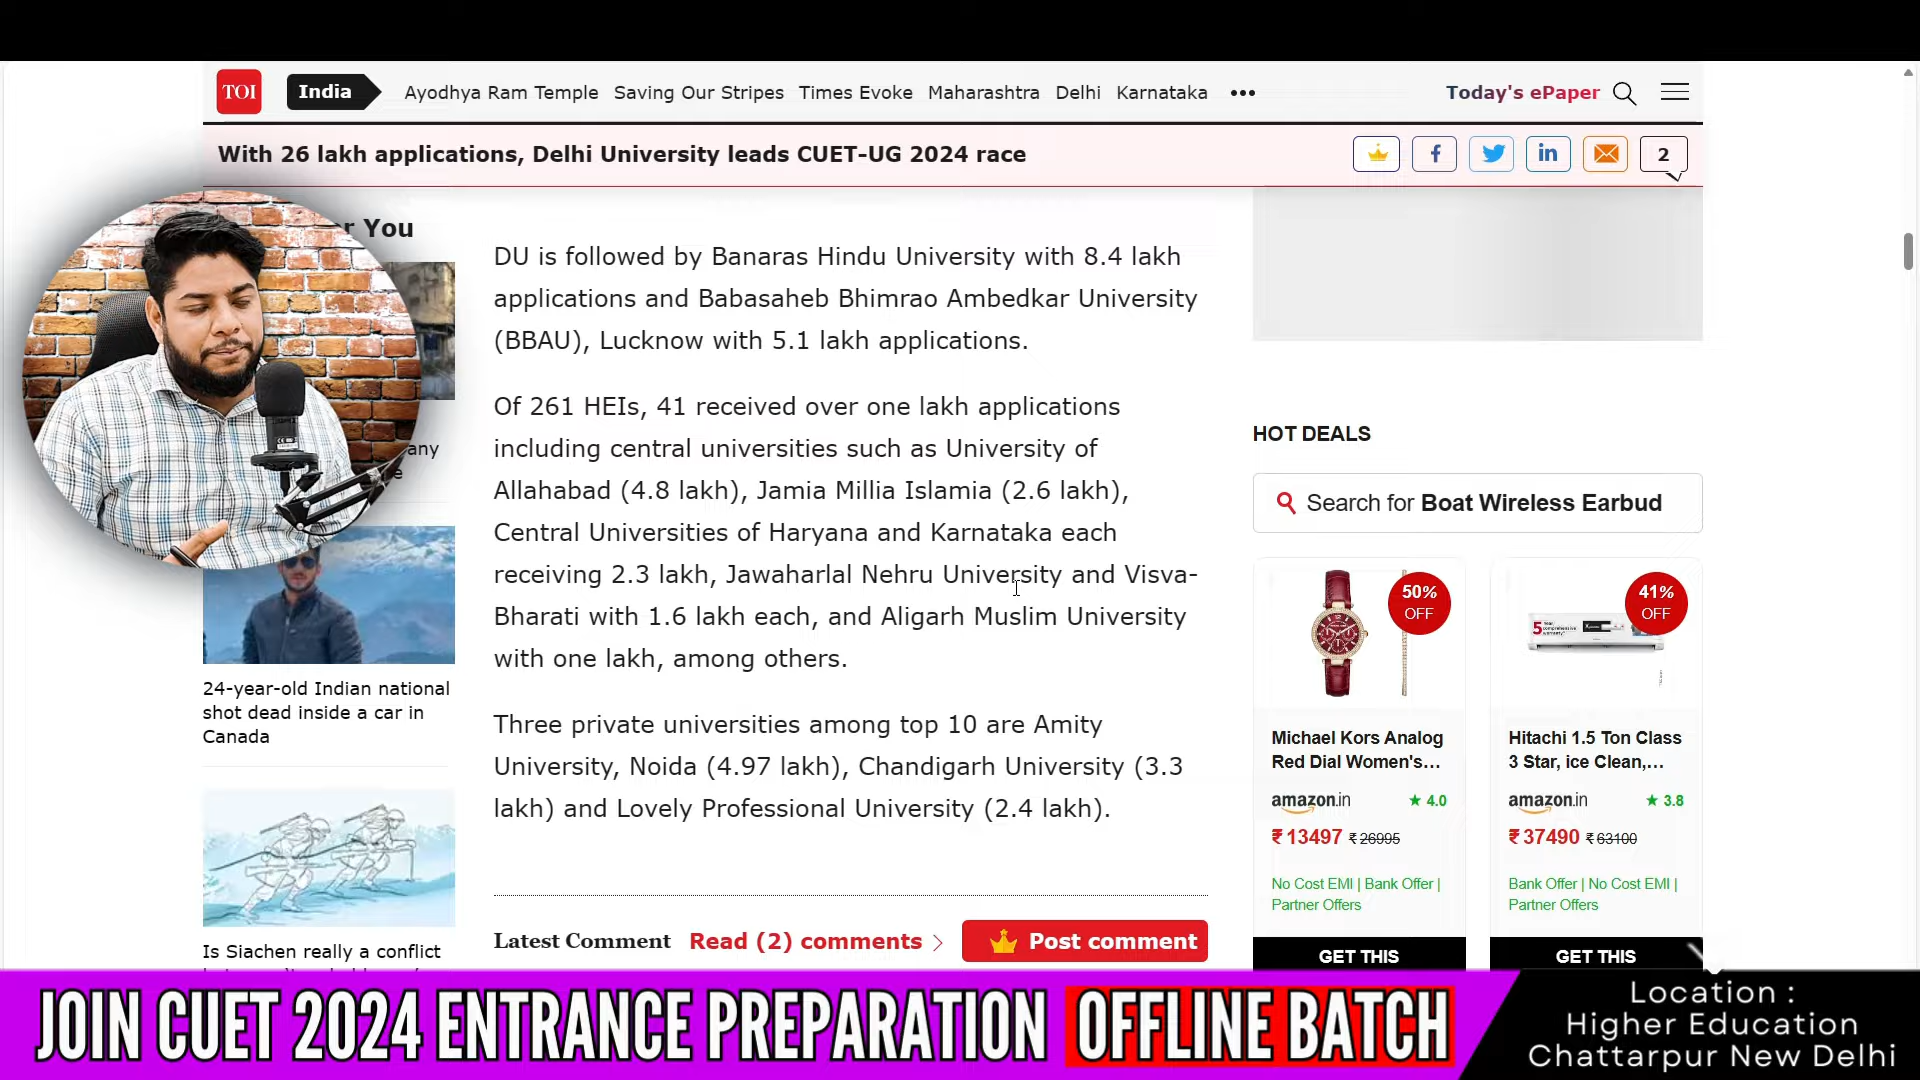 TOI
India
Ayodhya Ram Temple Saving Our Stripes Times Evoke Maharashtra Delhi Karnataka •••
Today's ePaper
With 26 lakh applications, Delhi University leads CUET-UG 2024 race
in
2
r You
any
e
24-year-old Indian national
shot dead inside a car in
Canada
Is Siachen really a conflict
DU is followed by Banaras Hindu University with 8.4 lakh
applications and Babasaheb Bhimrao Ambedkar University
(BBAU), Lucknow with 5.1 lakh applications.
Of 261 HEIs, 41 received over one lakh applications
including central universities such as University of
Allahabad (4.8 lakh), Jamia Millia Islamia (2.6 lakh),
Central Universities of Haryana and Karnataka each
receiving 2.3 lakh, Jawaharlal Nehru University and Visva-
Bharati with 1.6 lakh each, and Aligarh Muslim University
with one lakh, among others.
Three private universities among top 10 are Amity
University, Noida (4.97 lakh), Chandigarh University (3.3
lakh) and Lovely Professional University (2.4 lakh).
Latest Comment Read (2) comments
Post comment
HOT DEALS
Search for Boat Wireless Earbud
50%
OFF
Michael Kors Analog
Red Dial Women's...
amazon.in ★ 4.0
₹ 13497 ₹ 26995
No Cost EMI | Bank Offer |
Partner Offers
GET THIS
41%
OFF
Hitachi 1.5 Ton Class
3 Star, ice Clean,...
amazon.in ★ 3.8
₹ 37490 ₹ 63100
Bank Offer | No Cost EMI |
Partner Offers
GET THIS
JOIN CUET 2024 ENTRANCE PREPARATION OFFLINE BATCH
Location :
Higher Education
Chattarpur New Delhi